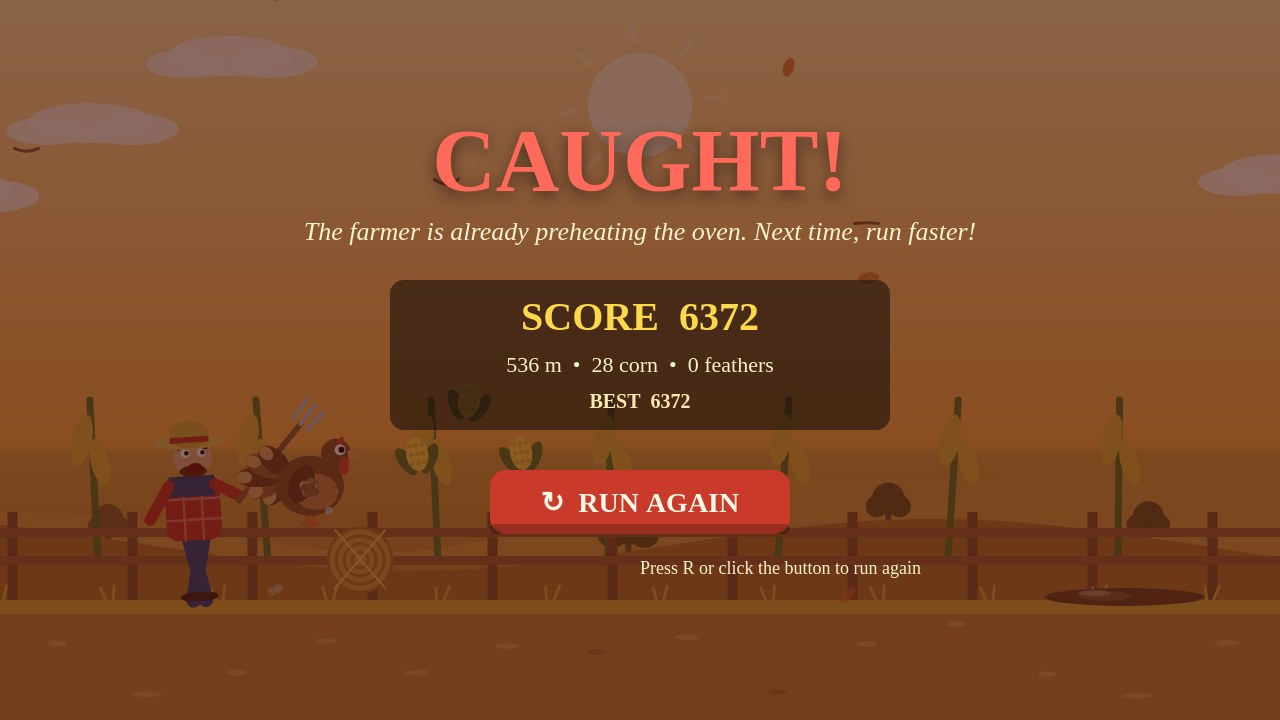 CAUGHT!
The farmer is already preheating the oven. Next time, run faster!
SCORE 6372
536 m • 28 corn • 0 feathers
BEST 6372
↻ RUN AGAIN
Press R or click the button to run again